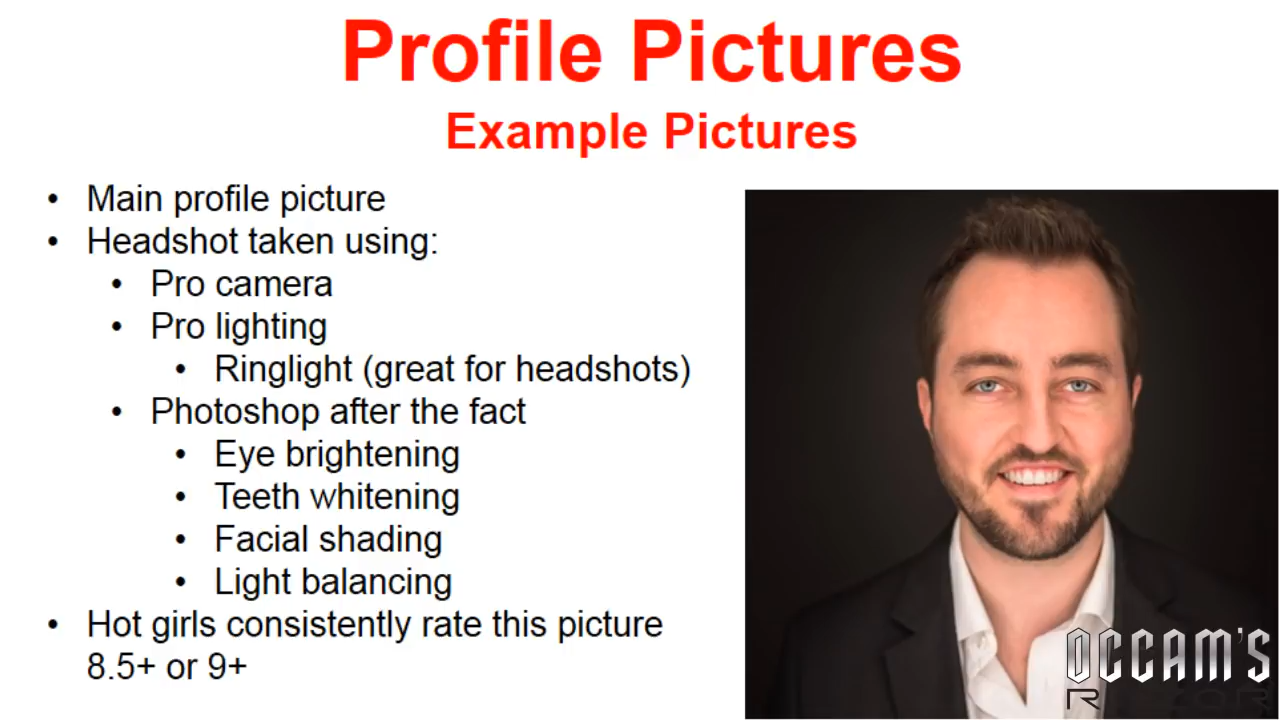 Profile Pictures
Example Pictures
• Main profile picture
• Headshot taken using:
• Pro camera
• Pro lighting
• Ringlight (great for headshots)
• Photoshop after the fact
• Eye brightening
• Teeth whitening
• Facial shading
• Light balancing
• Hot girls consistently rate this picture
8.5+ or 9+
OCCAM'S